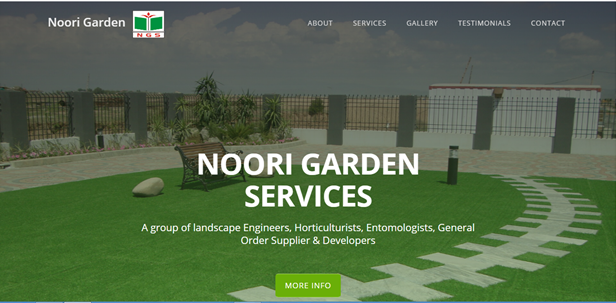 Noori Garden
NGS
ABOUT
SERVICES
GALLERY
TESTIMONIALS
CONTACT
NOORI GARDEN
SERVICES
A group of landscape Engineers, Horticulturists, Entomologists, General
Order Supplier & Developers
MORE INFO